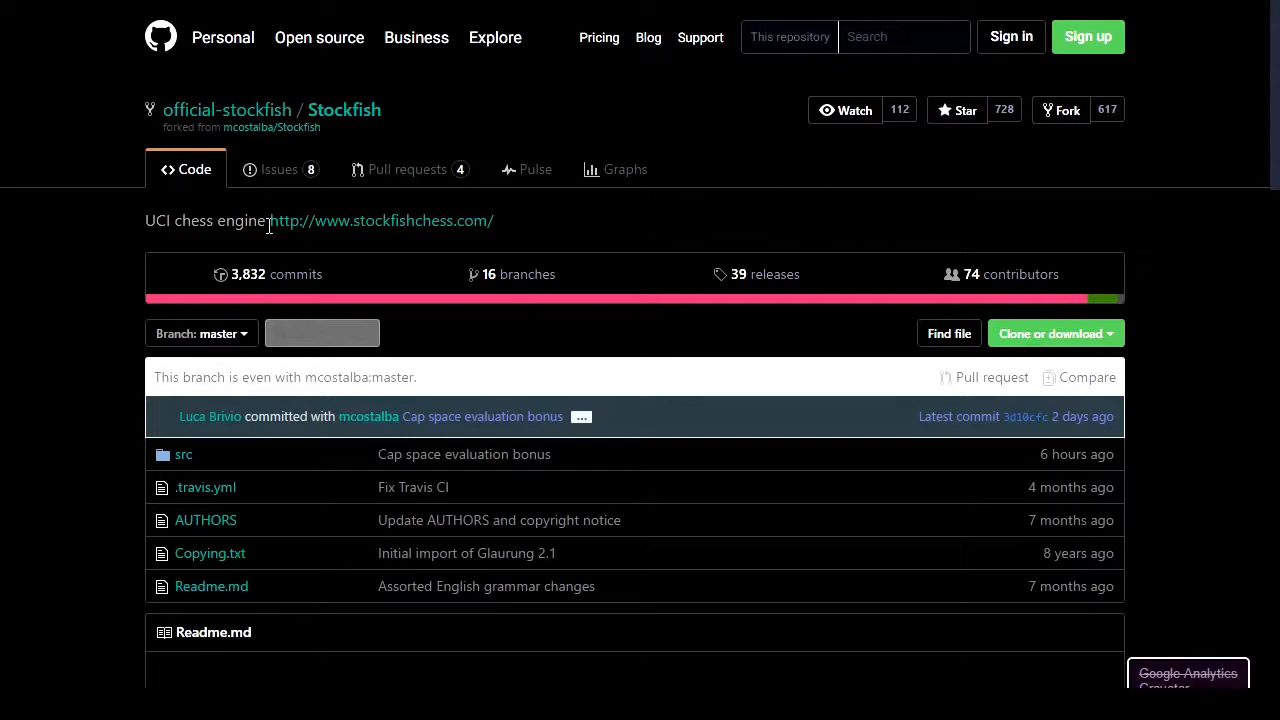 Personal Open source Business Explore Pricing Blog Support This repository Search Sign in Sign up
official-stockfish / Stockfish Watch 112 Star 728 Fork 617
forked from mcostalba/Stockfish
Code Issues 8 Pull requests 4 Pulse Graphs
UCI chess engine http://www.stockfishchess.com/
3,832 commits 16 branches 39 releases 74 contributors
Branch: master Find file Clone or download
This branch is even with mcostalba:master. Pull request Compare
Luca Brivio committed with mcostalba Cap space evaluation bonus ... Latest commit 3d10cfc 2 days ago
src Cap space evaluation bonus 6 hours ago
.travis.yml Fix Travis CI 4 months ago
AUTHORS Update AUTHORS and copyright notice 7 months ago
Copying.txt Initial import of Glaurung 2.1 8 years ago
Readme.md Assorted English grammar changes 7 months ago
Readme.md
Google Analytics